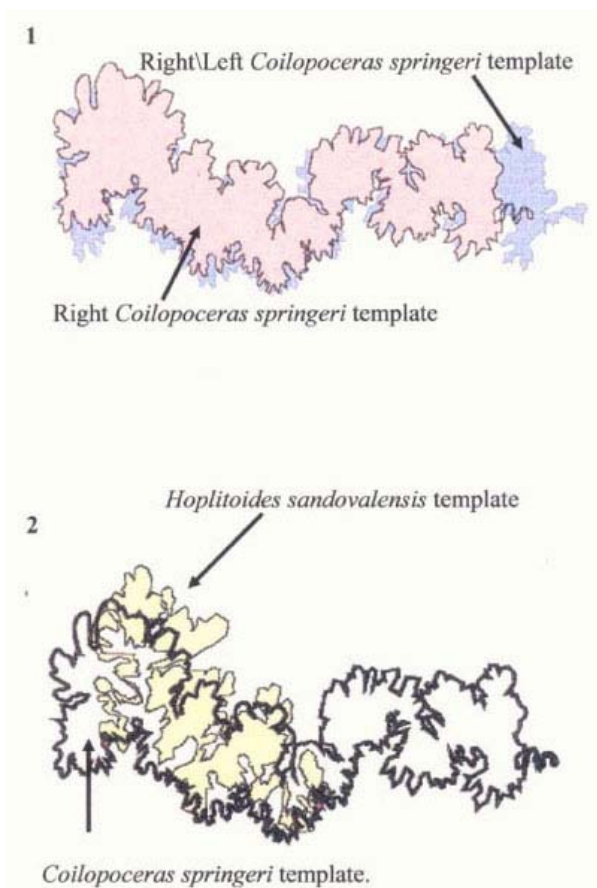 1
Right\Left Coilopoceras springeri template
Right Coilopoceras springeri template
Hoplitoides sandovalensis template
2
Coilopoceras springeri template.